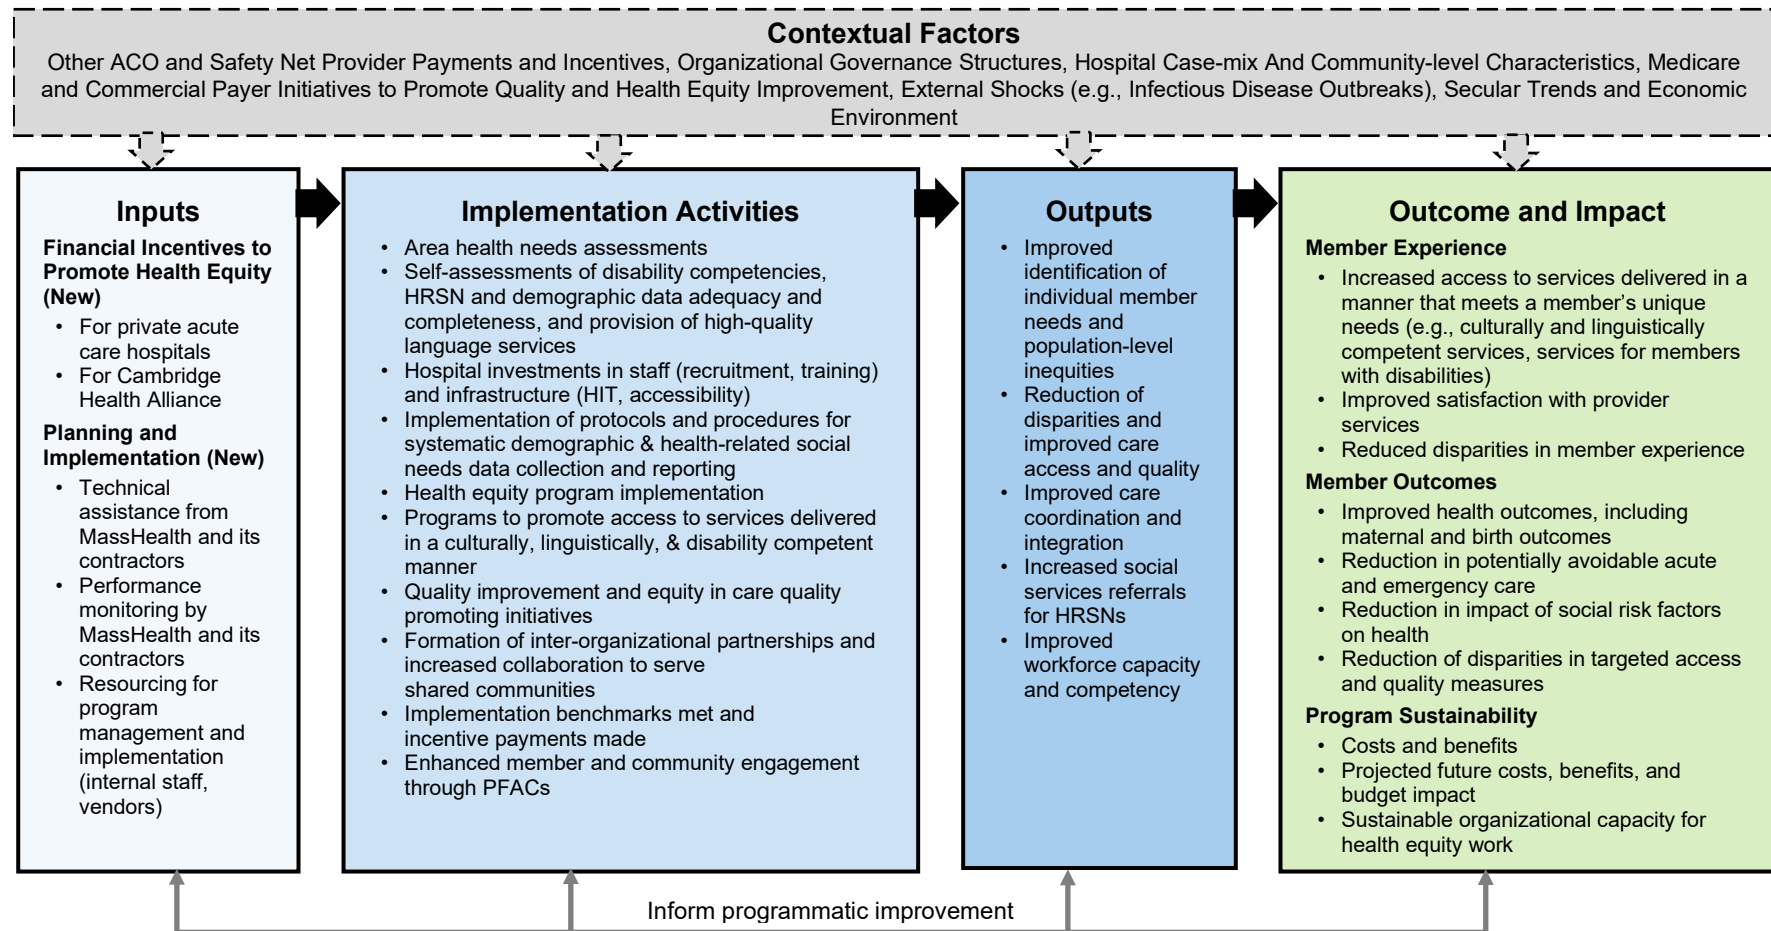 Contextual Factors
Other ACO and Safety Net Provider Payments and Incentives, Organizational Governance Structures, Hospital Case-mix And Community-level Characteristics, Medicare
and Commercial Payer Initiatives to Promote Quality and Health Equity Improvement, External Shocks (e.g., Infectious Disease Outbreaks), Secular Trends and Economic
Environment
Inputs
Financial Incentives to
Promote Health Equity
(New)
• For private acute
care hospitals
• For Cambridge
Health Alliance
Planning and
Implementation (New)
• Technical
assistance from
MassHealth and its
contractors
• Performance
monitoring by
MassHealth and its
contractors
• Resourcing for
program
management and
implementation
(internal staff,
vendors)
Implementation Activities
• Area health needs assessments
• Self-assessments of disability competencies,
HRSN and demographic data adequacy and
completeness, and provision of high-quality
language services
• Hospital investments in staff (recruitment, training)
and infrastructure (HIT, accessibility)
• Implementation of protocols and procedures for
systematic demographic & health-related social
needs data collection and reporting
• Health equity program implementation
• Programs to promote access to services delivered
in a culturally, linguistically, & disability competent
manner
• Quality improvement and equity in care quality
promoting initiatives
• Formation of inter-organizational partnerships and
increased collaboration to serve
shared communities
• Implementation benchmarks met and
incentive payments made
• Enhanced member and community engagement
through PFACs
Outputs
• Improved
identification of
individual member
needs and
population-level
inequities
• Reduction of
disparities and
improved care
access and quality
• Improved care
coordination and
integration
• Increased social
services referrals
for HRSNs
• Improved
workforce capacity
and competency
Outcome and Impact
Member Experience
• Increased access to services delivered in a
manner that meets a member’s unique
needs (e.g., culturally and linguistically
competent services, services for members
with disabilities)
• Improved satisfaction with provider
services
• Reduced disparities in member experience
Member Outcomes
• Improved health outcomes, including
maternal and birth outcomes
• Reduction in potentially avoidable acute
and emergency care
• Reduction in impact of social risk factors
on health
• Reduction of disparities in targeted access
and quality measures
Program Sustainability
• Costs and benefits
• Projected future costs, benefits, and
budget impact
• Sustainable organizational capacity for
health equity work
Inform programmatic improvement